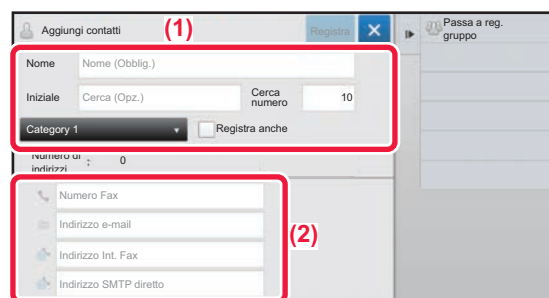 Aggiungi contatti
(1)
Registra
Passa a reg.
gruppo
Nome
Nome (Obblig.)
Iniziale
Cerca (Opz.)
Cerca
numero
10
Category 1
Registra anche
Numero di
indirizzi
:
0
Numero Fax
Indirizzo e-mail
(2)
Indirizzo Int. Fax
Indirizzo SMTP diretto